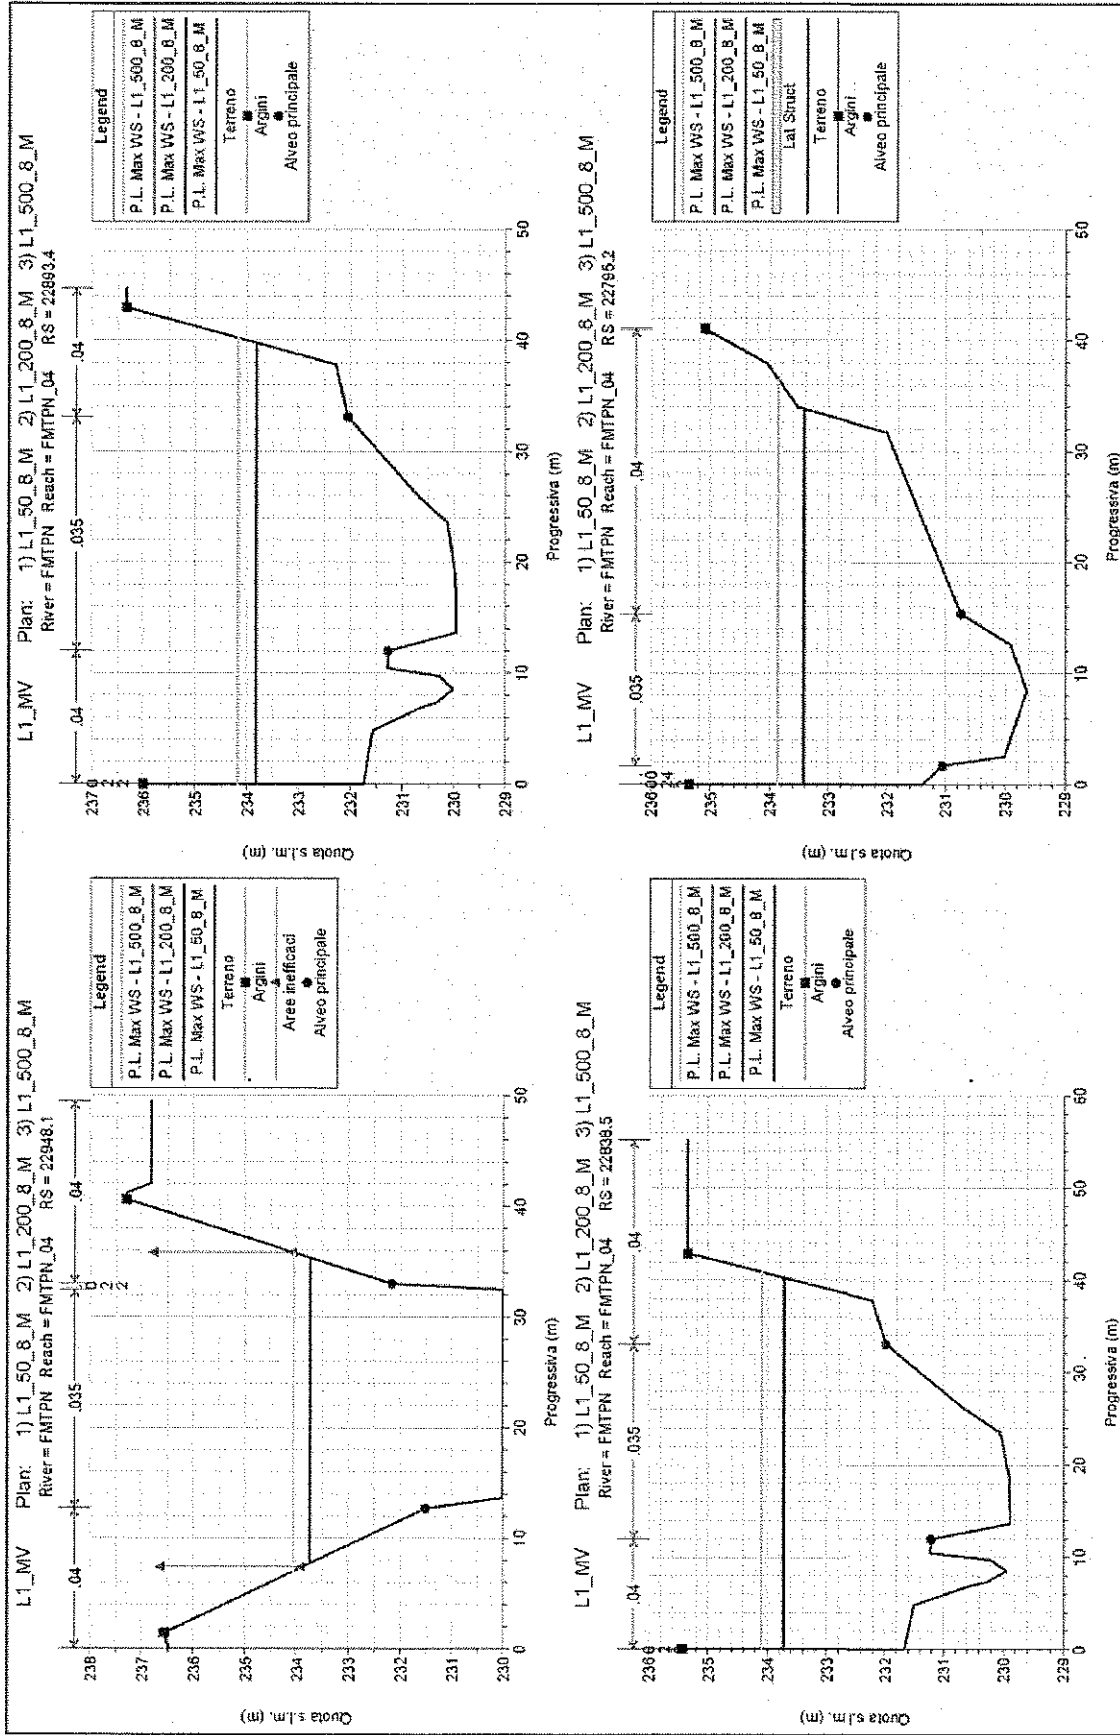 L1_MV Plan: 1) L1_50_8_M 2) L1_200_8_M 3) L1_500_8_M
River = FMTPN Reach = FMTPN_04 RS = 22948.1
.04
.035
.04
Legend
P.L. Max WS - L1_500_8_M
P.L. Max WS - L1_200_8_M
P.L. Max WS - L1_50_8_M
Terreno
Argini
Aree inefficaci
Alveo principale
238
237
236
235
234
233
232
231
230
0
10
20
30
40
50
Quota s.l.m. (m)
Progressiva (m)
L1_MV Plan: 1) L1_50_8_M 2) L1_200_8_M 3) L1_500_8_M
River = FMTPN Reach = FMTPN_04 RS = 22893.4
.04
.035
.04
Legend
P.L. Max WS - L1_500_8_M
P.L. Max WS - L1_200_8_M
P.L. Max WS - L1_50_8_M
Terreno
Argini
Alveo principale
237
236
235
234
233
232
231
230
229
0
10
20
30
40
50
Quota s.l.m. (m)
Progressiva (m)
L1_MV Plan: 1) L1_50_8_M 2) L1_200_8_M 3) L1_500_8_M
River = FMTPN Reach = FMTPN_04 RS = 22838.5
.04
.035
.04
Legend
P.L. Max WS - L1_500_8_M
P.L. Max WS - L1_200_8_M
P.L. Max WS - L1_50_8_M
Terreno
Argini
Alveo principale
236
235
234
233
232
231
230
229
0
10
20
30
40
50
60
Quota s.l.m. (m)
Progressiva (m)
L1_MV Plan: 1) L1_50_8_M 2) L1_200_8_M 3) L1_500_8_M
River = FMTPN Reach = FMTPN_04 RS = 22795.2
.035
.04
Legend
P.L. Max WS - L1_500_8_M
P.L. Max WS - L1_200_8_M
P.L. Max WS - L1_50_8_M
Lat Struct
Terreno
Argini
Alveo principale
236
235
234
233
232
231
230
229
0
10
20
30
40
50
Quota s.l.m. (m)
Progressiva (m)